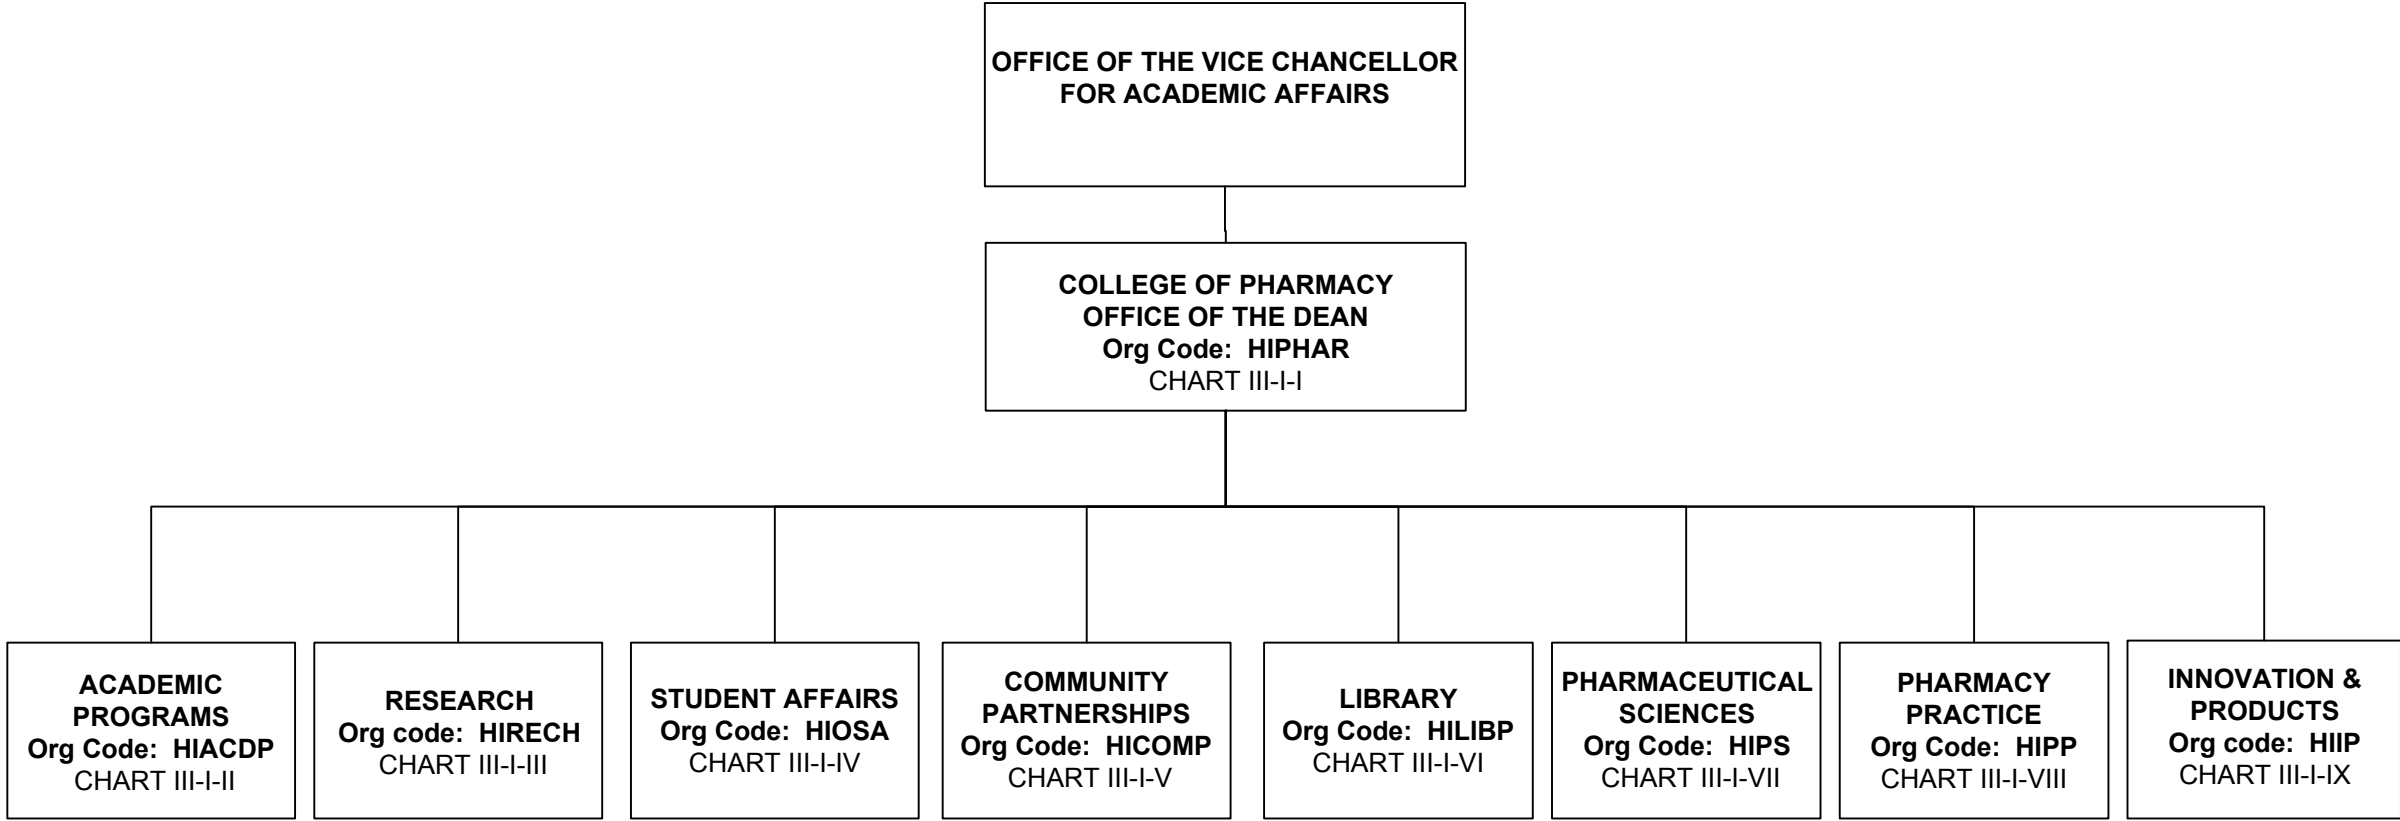 OFFICE OF THE VICE CHANCELLOR
FOR ACADEMIC AFFAIRS
COLLEGE OF PHARMACY
OFFICE OF THE DEAN
Org Code:  HIPHAR
CHART III-I-I
ACADEMIC
PROGRAMS
Org Code:  HIACDP
CHART III-I-II
RESEARCH
Org code:  HIRECH
CHART III-I-III
STUDENT AFFAIRS
Org Code:  HIOSA
CHART III-I-IV
COMMUNITY
PARTNERSHIPS
Org Code:  HICOMP
CHART III-I-V
LIBRARY
Org Code:  HILIBP
CHART III-I-VI
PHARMACEUTICAL
SCIENCES
Org Code:  HIPS
CHART III-I-VII
PHARMACY
PRACTICE
Org Code:  HIPP
CHART III-I-VIII
INNOVATION &
PRODUCTS
Org code:  HIIP
CHART III-I-IX